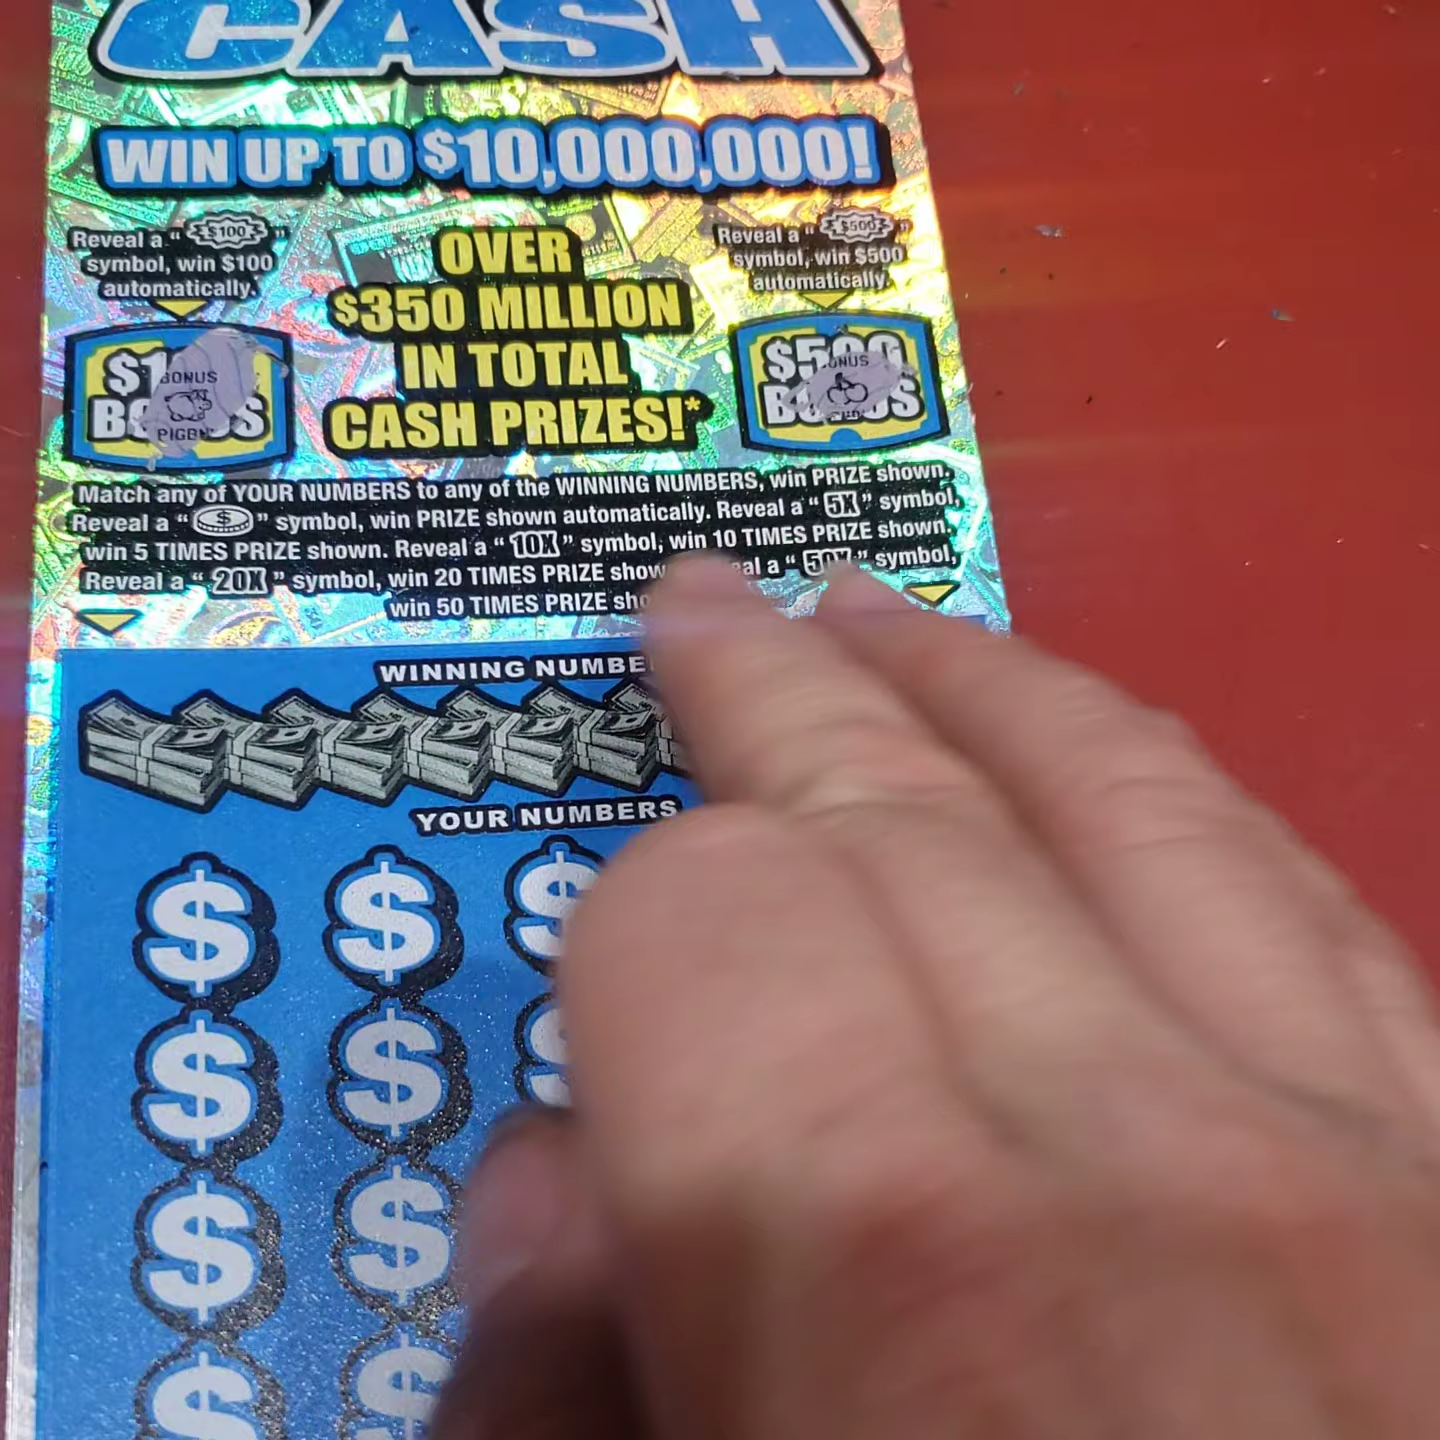 CASH
WIN UP TO $10,000,000!
Reveal a "$100"
symbol, win $100
automatically.
OVER
$350 MILLION
IN TOTAL
CASH PRIZES!*
Reveal a "$500"
symbol, win $500
automatically.
BONUS
PIGBNK
$500
BONUS
BONUS
Match any of YOUR NUMBERS to any of the WINNING NUMBERS, win PRIZE shown.
Reveal a "$" symbol, win PRIZE shown automatically. Reveal a "5X" symbol,
win 5 TIMES PRIZE shown. Reveal a "10X" symbol, win 10 TIMES PRIZE shown.
Reveal a "20X" symbol, win 20 TIMES PRIZE a "50X" symbol,
win 50 TIMES PRIZE
WINNING
YOUR NUMBERS
$ $ $
$ $ $
$ $
$ $